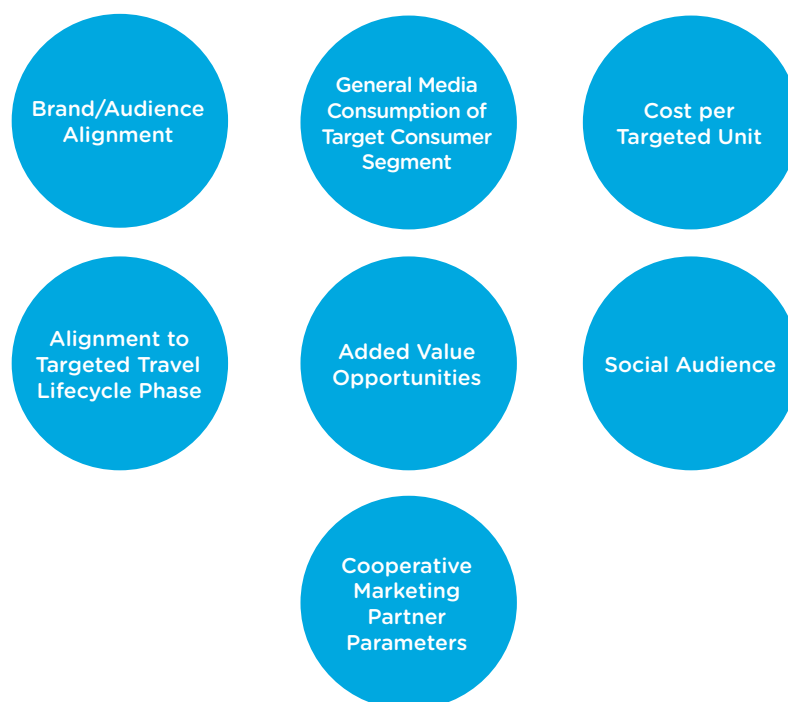 Brand/Audience
Alignment
General Media
Consumption of
Target Consumer
Segment
Cost per
Targeted Unit
Alignment to
Targeted Travel
Lifecycle Phase
Added Value
Opportunities
Social Audience
Cooperative
Marketing
Partner
Parameters